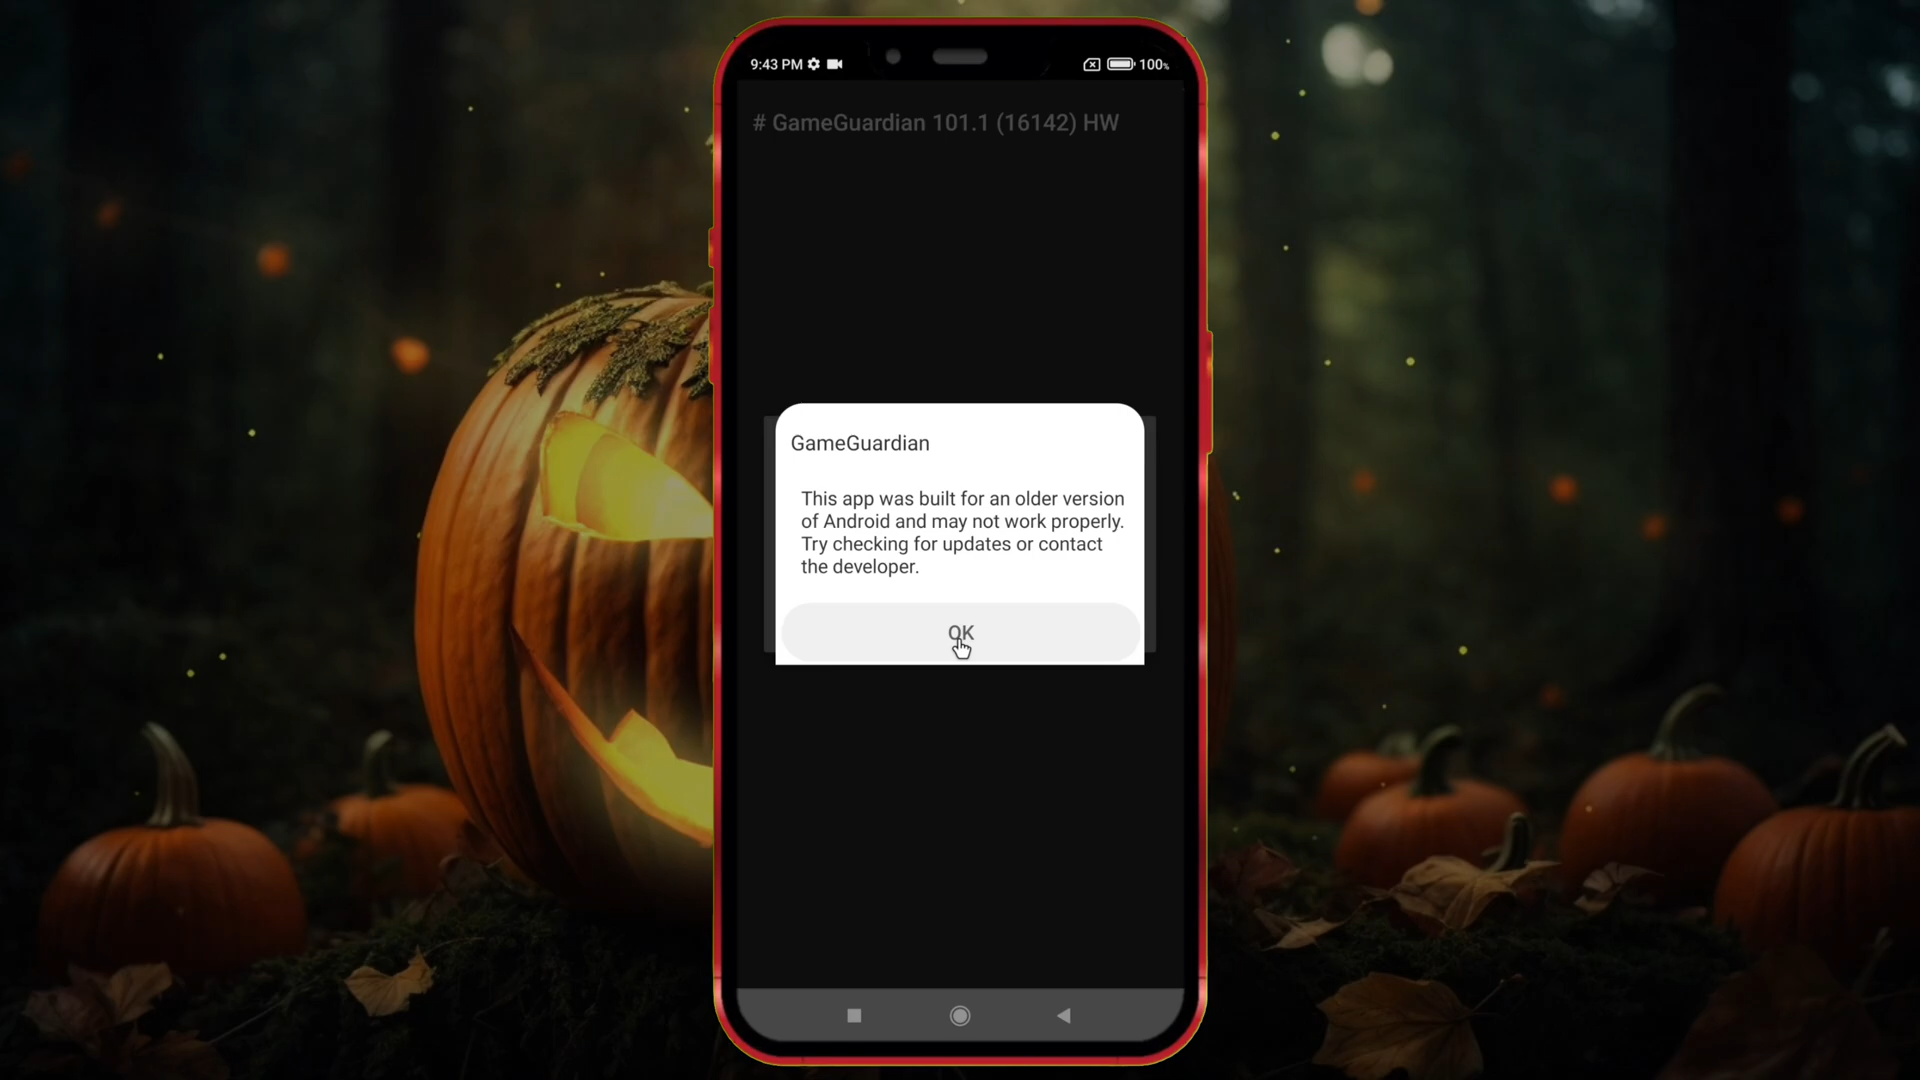 9:43 PM
100%
# GameGuardian 101.1 (16142) HW
GameGuardian
This app was built for an older version
of Android and may not work properly.
Try checking for updates or contact
the developer.
OK